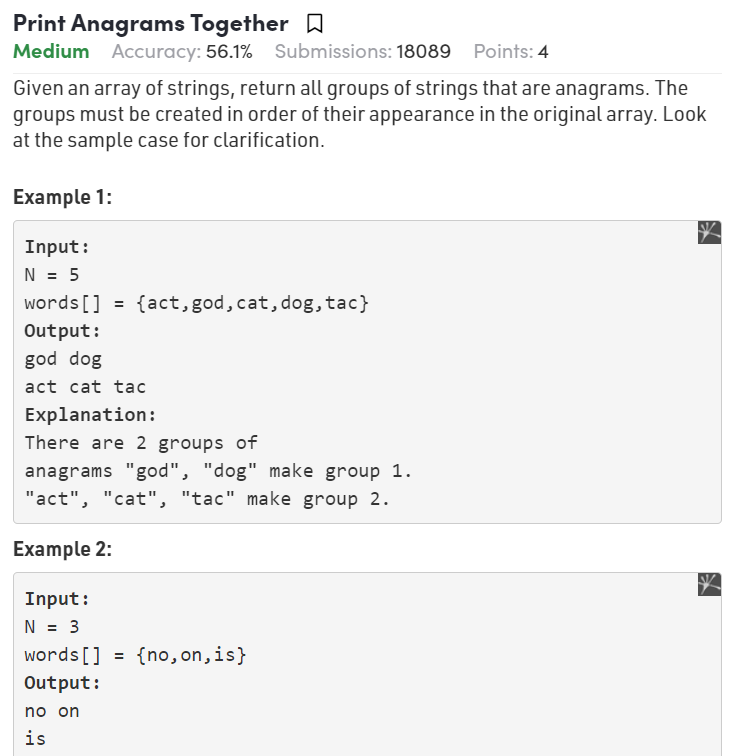 Print Anagrams Together
Medium Accuracy: 56.1% Submissions: 18089 Points: 4
Given an array of strings, return all groups of strings that are anagrams. The
groups must be created in order of their appearance in the original array. Look
at the sample case for clarification.
Example 1:
Input:
N = 5
words[] = {act,god,cat,dog,tac}
Output:
god dog
act cat tac
Explanation:
There are 2 groups of
anagrams "god", "dog" make group 1.
"act", "cat", "tac" make group 2.
Example 2:
Input:
N = 3
words[] = {no,on,is}
Output:
no on
is